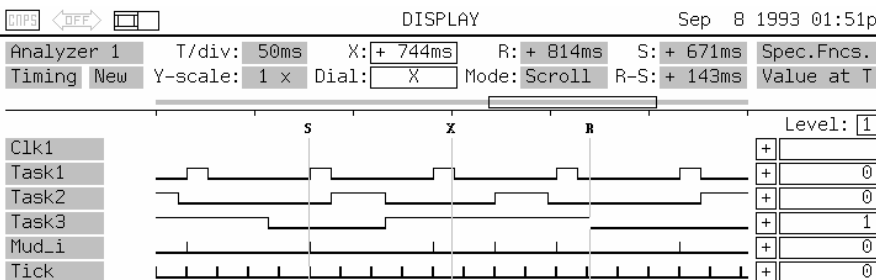 CNPS OFF DISPLAY Sep 8 1993 01:51p
Analyzer 1 T/div: 50ms X: + 744ms R: + 814ms S: + 671ms Spec.Fncs.
Timing New Y-scale: 1 x Dial: X Mode: Scroll R-S: + 143ms Value at T
Level: 1
S X R
Clk1 +
Task1 + 0
Task2 + 0
Task3 + 1
Mud_i + 0
Tick + 0